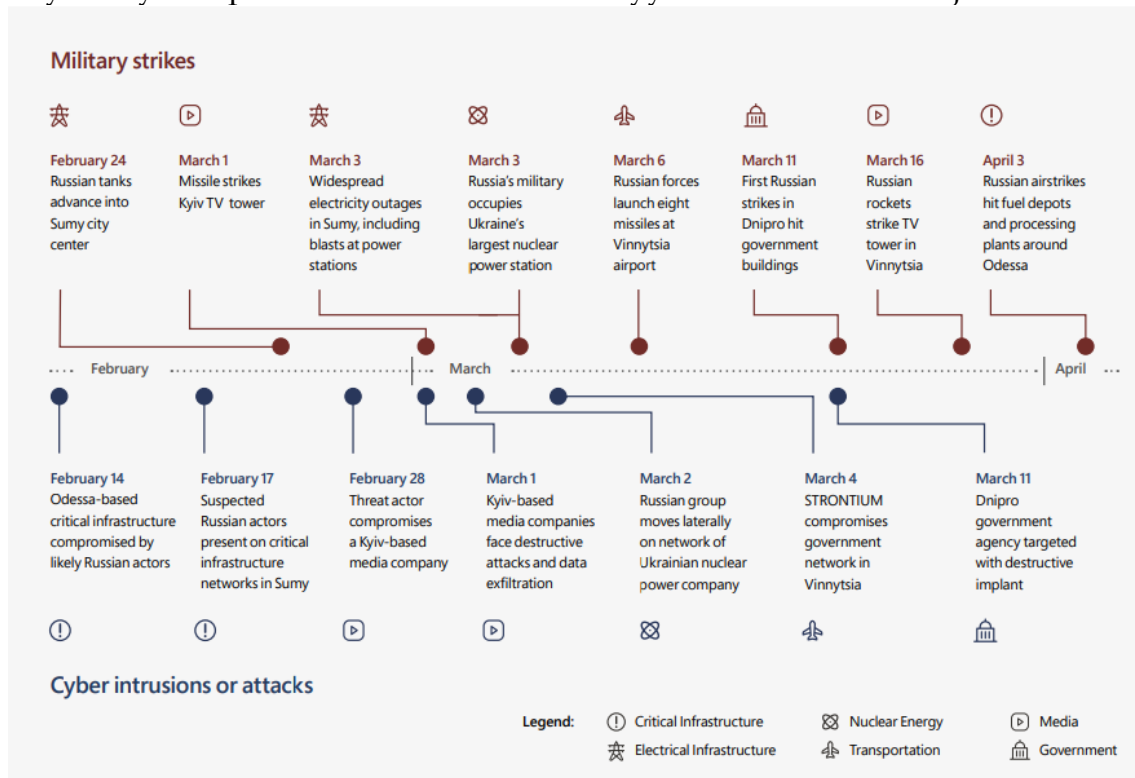 Military strikes
February 24
Russian tanks
advance into
Sumy city
center
March 1
Missile strikes
Kyiv TV tower
March 3
Widespread
electricity outages
in Sumy, including
blasts at power
stations
March 3
Russia's military
occupies
Ukraine's
largest nuclear
power station
March 6
Russian forces
launch eight
missiles at
Vinnytsia
airport
March 11
First Russian
strikes in
Dnipro hit
government
buildings
March 16
Russian
rockets
strike TV
tower in
Vinnytsia
April 3
Russian airstrikes
hit fuel depots
and processing
plants around
Odessa
February
March
April
February 14
Odessa-based
critical infrastructure
compromised by
likely Russian actors
February 17
Suspected
Russian actors
present on critical
infrastructure
networks in Sumy
February 28
Threat actor
compromises
a Kyiv-based
media company
March 1
Kyiv-based
media companies
face destructive
attacks and data
exfiltration
March 2
Russian group
moves laterally
on network of
Ukrainian nuclear
power company
March 4
STRONTIUM
compromises
government
network in
Vinnytsia
March 11
Dnipro
government
agency targeted
with destructive
implant
Cyber intrusions or attacks
Legend:
Critical Infrastructure
Nuclear Energy
Media
Electrical Infrastructure
Transportation
Government